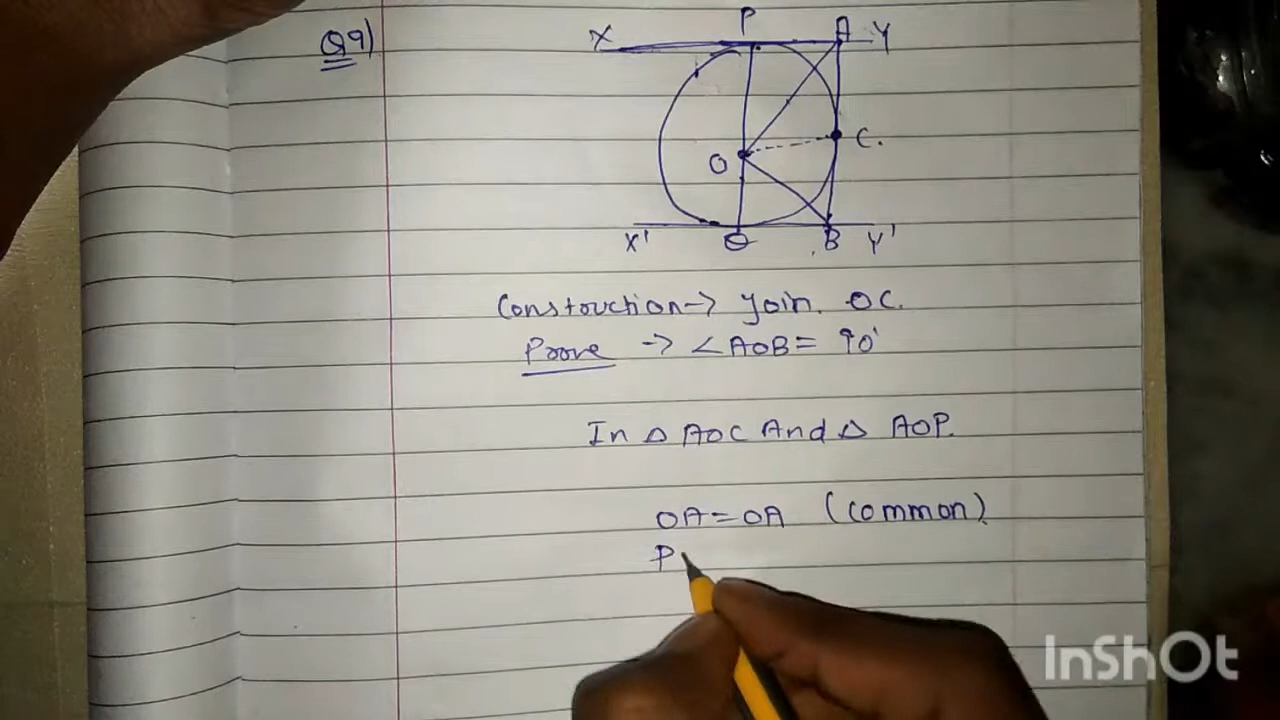 Q9)
P
X A Y
O C.
X' Q B Y'
Construction → Join. OC.
Prove → ∠AOB = 90°
In △ AOC And △ AOP.
OA = OA (common)
P
InShOt